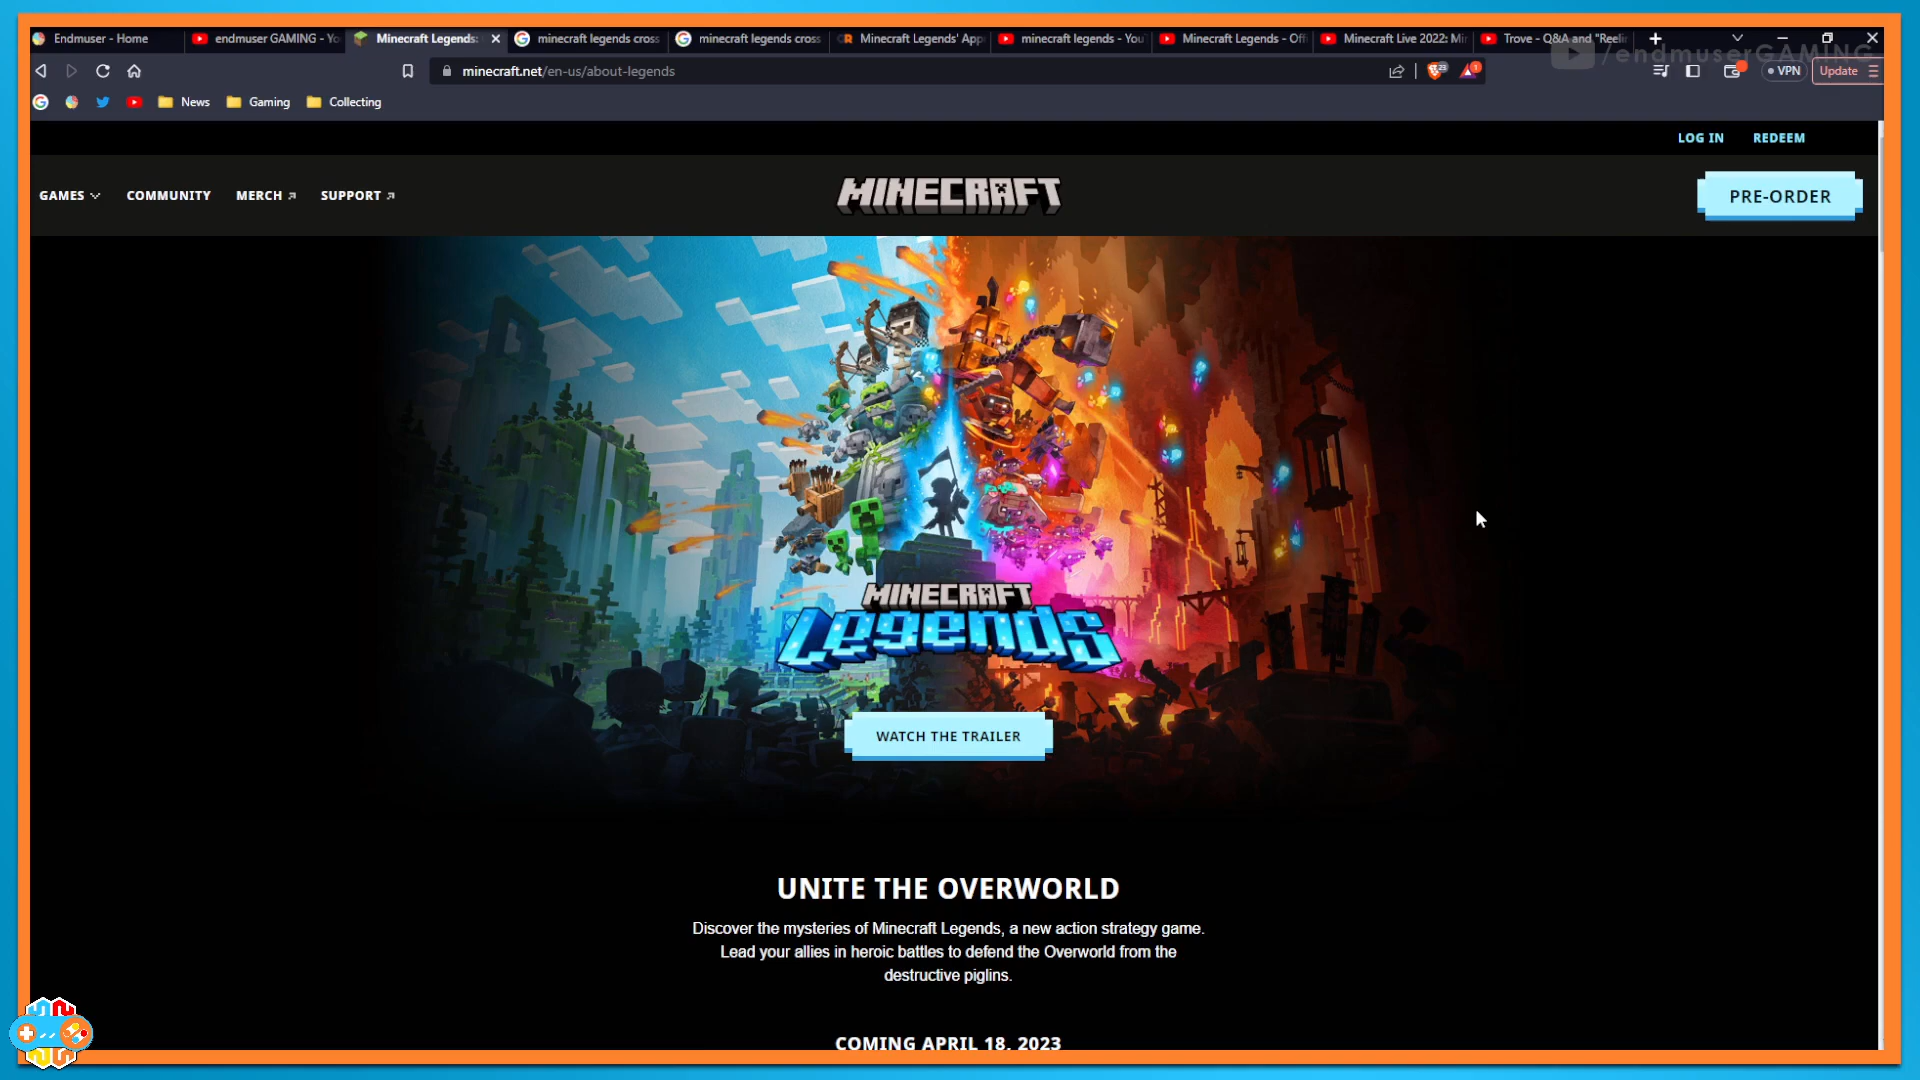 Endmuser - Home
endmuser GAMING - Yo
Minecraft Legends:
minecraft legends cross
minecraft legends cross
Minecraft Legends' App
minecraft legends - You
Minecraft Legends - Offi
Minecraft Live 2022: Mi
Trove - Q&A and "Reelin
/endmuserGAMING
minecraft.net/en-us/about-legends
23
1
VPN
Update
News
Gaming
Collecting
LOG IN
REDEEM
GAMES
COMMUNITY
MERCH
SUPPORT
MINECRAFT
PRE-ORDER
MINECRAFT
Legends
WATCH THE TRAILER
UNITE THE OVERWORLD
Discover the mysteries of Minecraft Legends, a new action strategy game.
Lead your allies in heroic battles to defend the Overworld from the
destructive piglins.
COMING APRIL 18, 2023